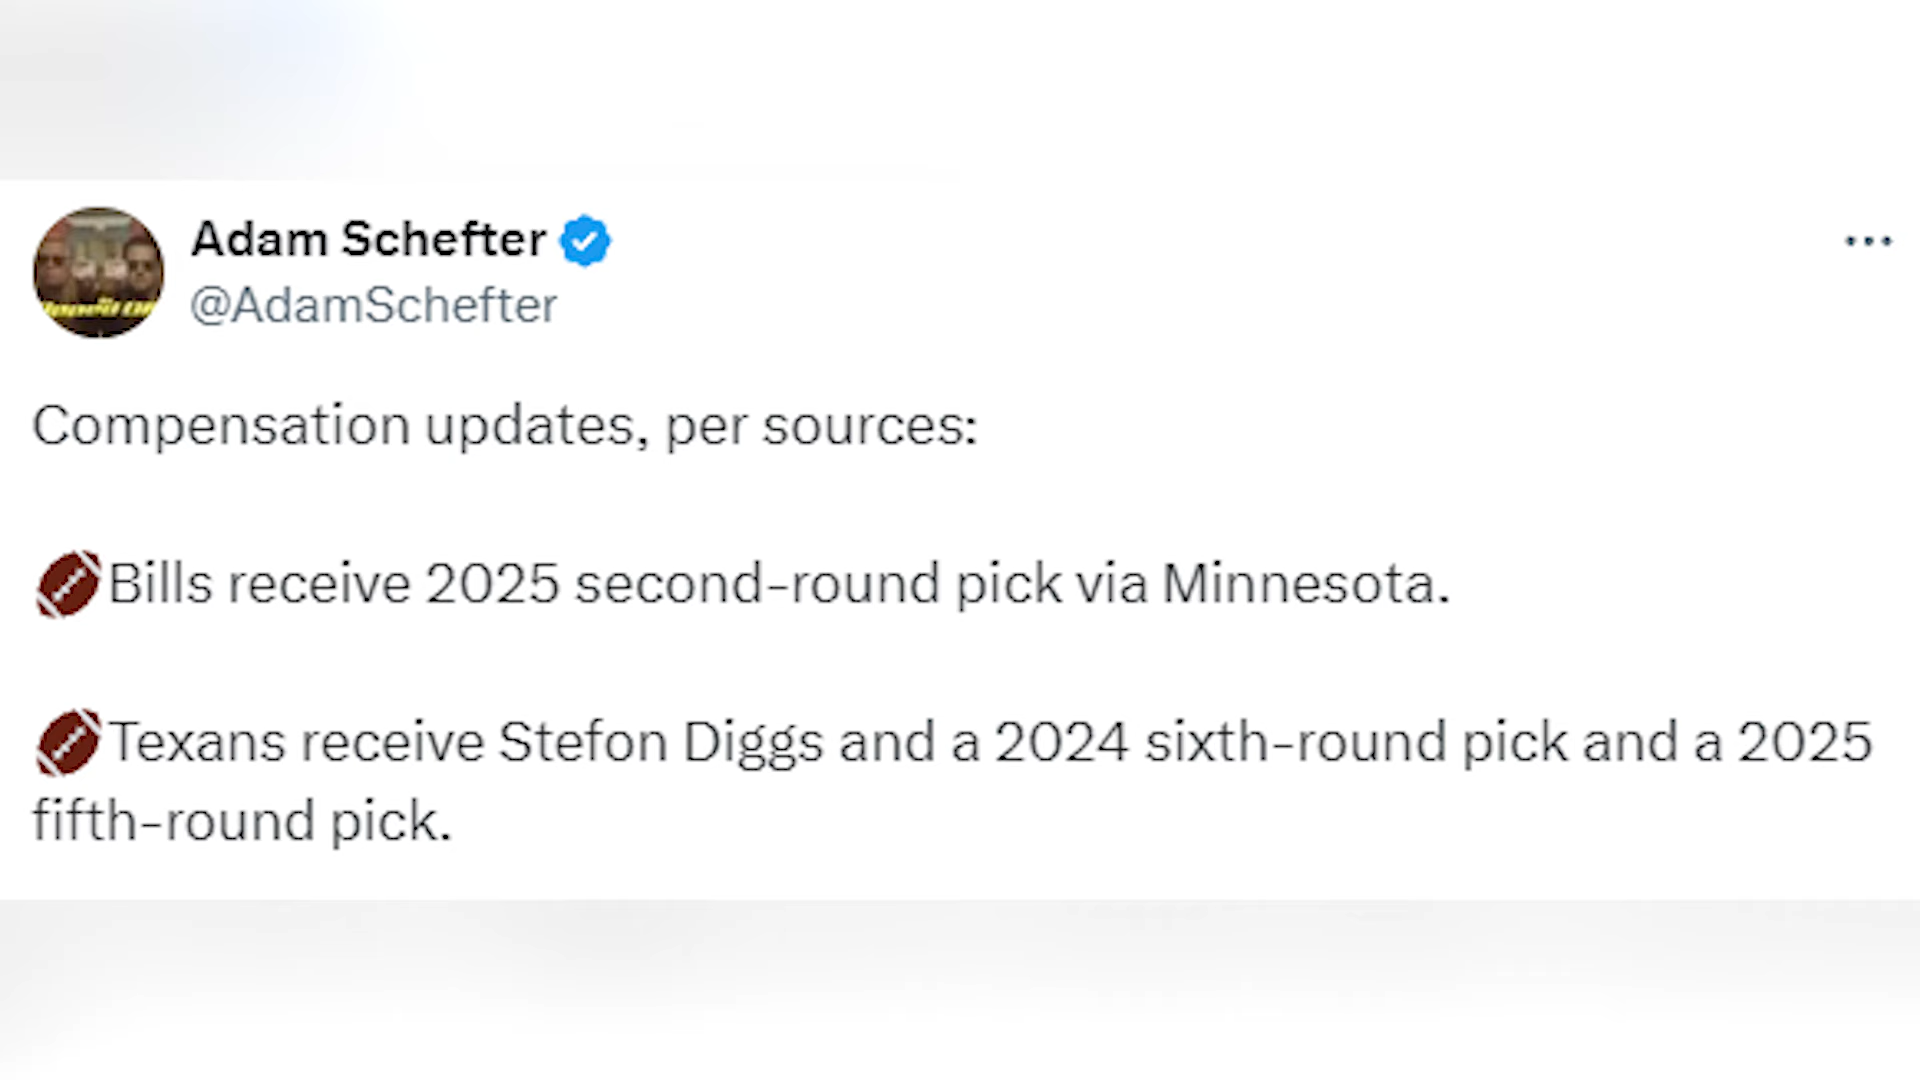 Adam Schefter
@AdamSchefter
Compensation updates, per sources:
🏈Bills receive 2025 second-round pick via Minnesota.
🏈Texans receive Stefon Diggs and a 2024 sixth-round pick and a 2025
fifth-round pick.